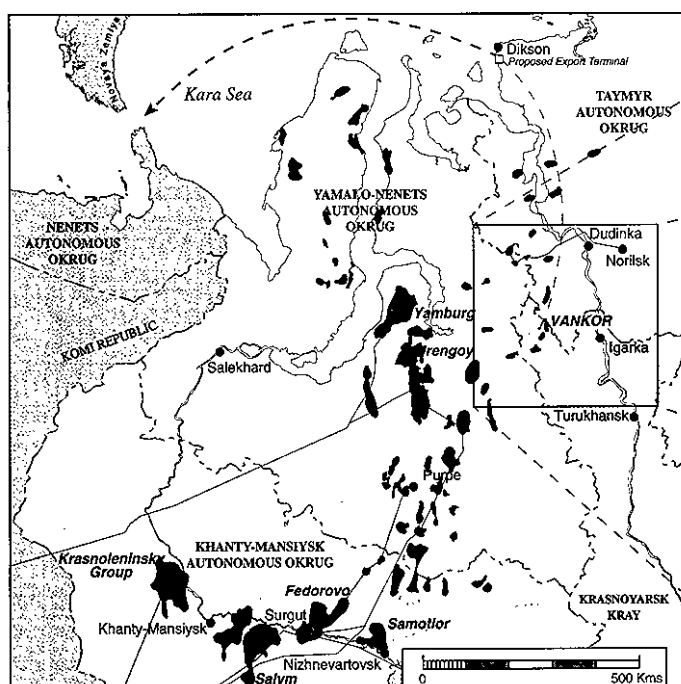 Novaya Zemlya
Kara Sea
Dikson
Proposed Export Terminal
TAYMYR
AUTONOMOUS
OKRUG
YAMALO-NENETS
AUTONOMOUS
OKRUG
NENETS
AUTONOMOUS
OKRUG
Dudinka
Norilsk
Yamburg
VANKOR
Urengoy
Igarka
KOMI REPUBLIC
Salekhard
Turukhansk
Purpe
KHANTY-MANSIYSK
AUTONOMOUS OKRUG
Krasnoleninsky
Group
Fedorovo
KRASNOYARSK
KRAY
Surgut
Samotlor
Khanty-Mansiysk
Nizhnevartovsk
Salym
0 500 Kms